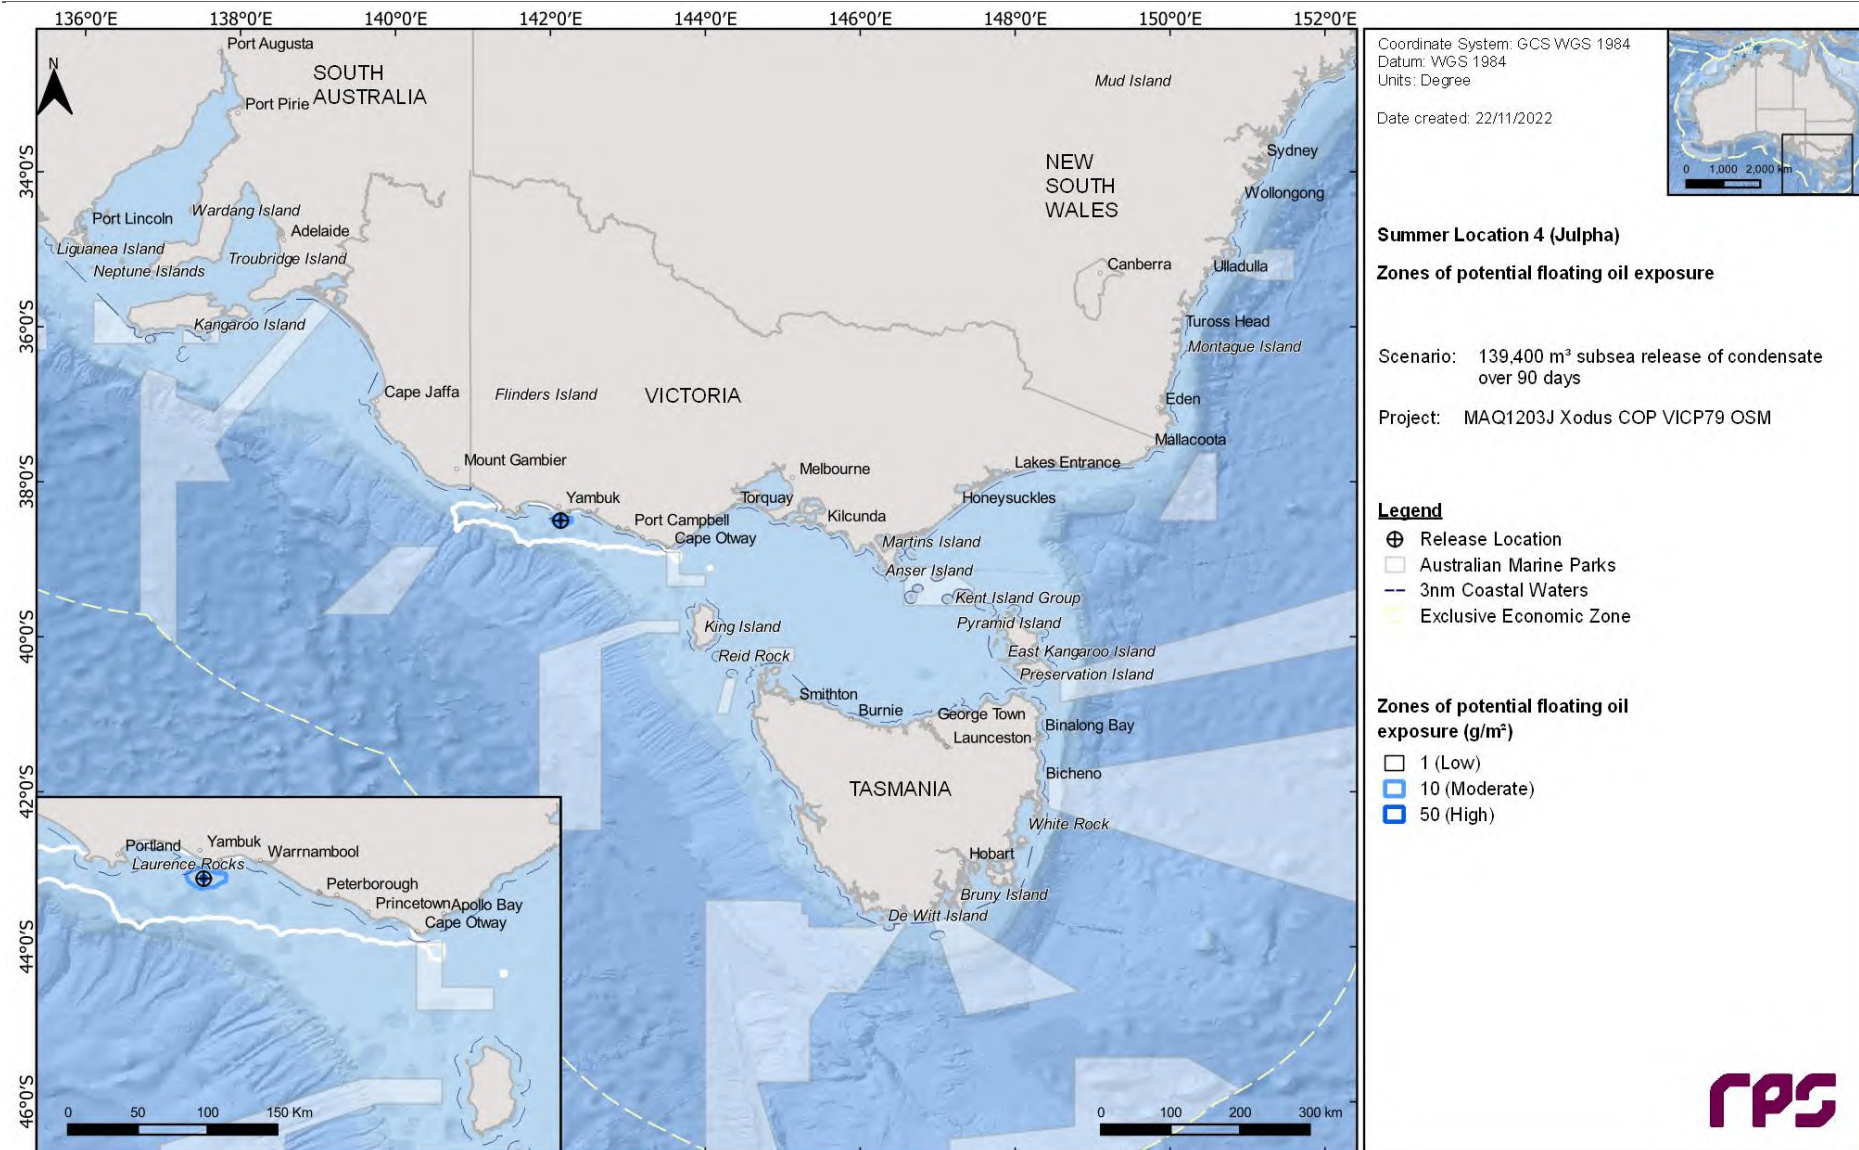 136°0'E 138°0'E 140°0'E 142°0'E 144°0'E 146°0'E 148°0'E 150°0'E 152°0'E
34°0'S
36°0'S
38°0'S
40°0'S
42°0'S
44°0'S
46°0'S
N
Port Augusta
SOUTH
AUSTRALIA
Port Pirie
Mud Island
NEW
SOUTH
WALES
Sydney
Wollongong
Port Lincoln
Wardang Island
Adelaide
Liguanea Island
Troubridge Island
Neptune Islands
Canberra
Ulladulla
Kangaroo Island
Tuross Head
Montague Island
Cape Jaffa
Flinders Island
VICTORIA
Eden
Mallacoota
Mount Gambier
Melbourne
Lakes Entrance
Yambuk
Torquay
Honeysuckles
Port Campbell
Kilcunda
Cape Otway
Martins Island
Anser Island
Kent Island Group
King Island
Pyramid Island
Reid Rock
East Kangaroo Island
Preservation Island
Smithton
Burnie
George Town
Binalong Bay
Launceston
Bicheno
TASMANIA
White Rock
Hobart
Bruny Island
De Witt Island
0 100 200 300 km
Portland
Yambuk
Laurence Rocks
Warrnambool
Peterborough
Princetown
Apollo Bay
Cape Otway
0 50 100 150 Km
Coordinate System: GCS WGS 1984
Datum: WGS 1984
Units: Degree
Date created: 22/11/2022
0 1,000 2,000 km
Summer Location 4 (Julpha)
Zones of potential floating oil exposure
Scenario: 139,400 m³ subsea release of condensate
over 90 days
Project: MAQ1203J Xodus COP VICP79 OSM
Legend
Release Location
Australian Marine Parks
3nm Coastal Waters
Exclusive Economic Zone
Zones of potential floating oil
exposure (g/m²)
1 (Low)
10 (Moderate)
50 (High)
rps